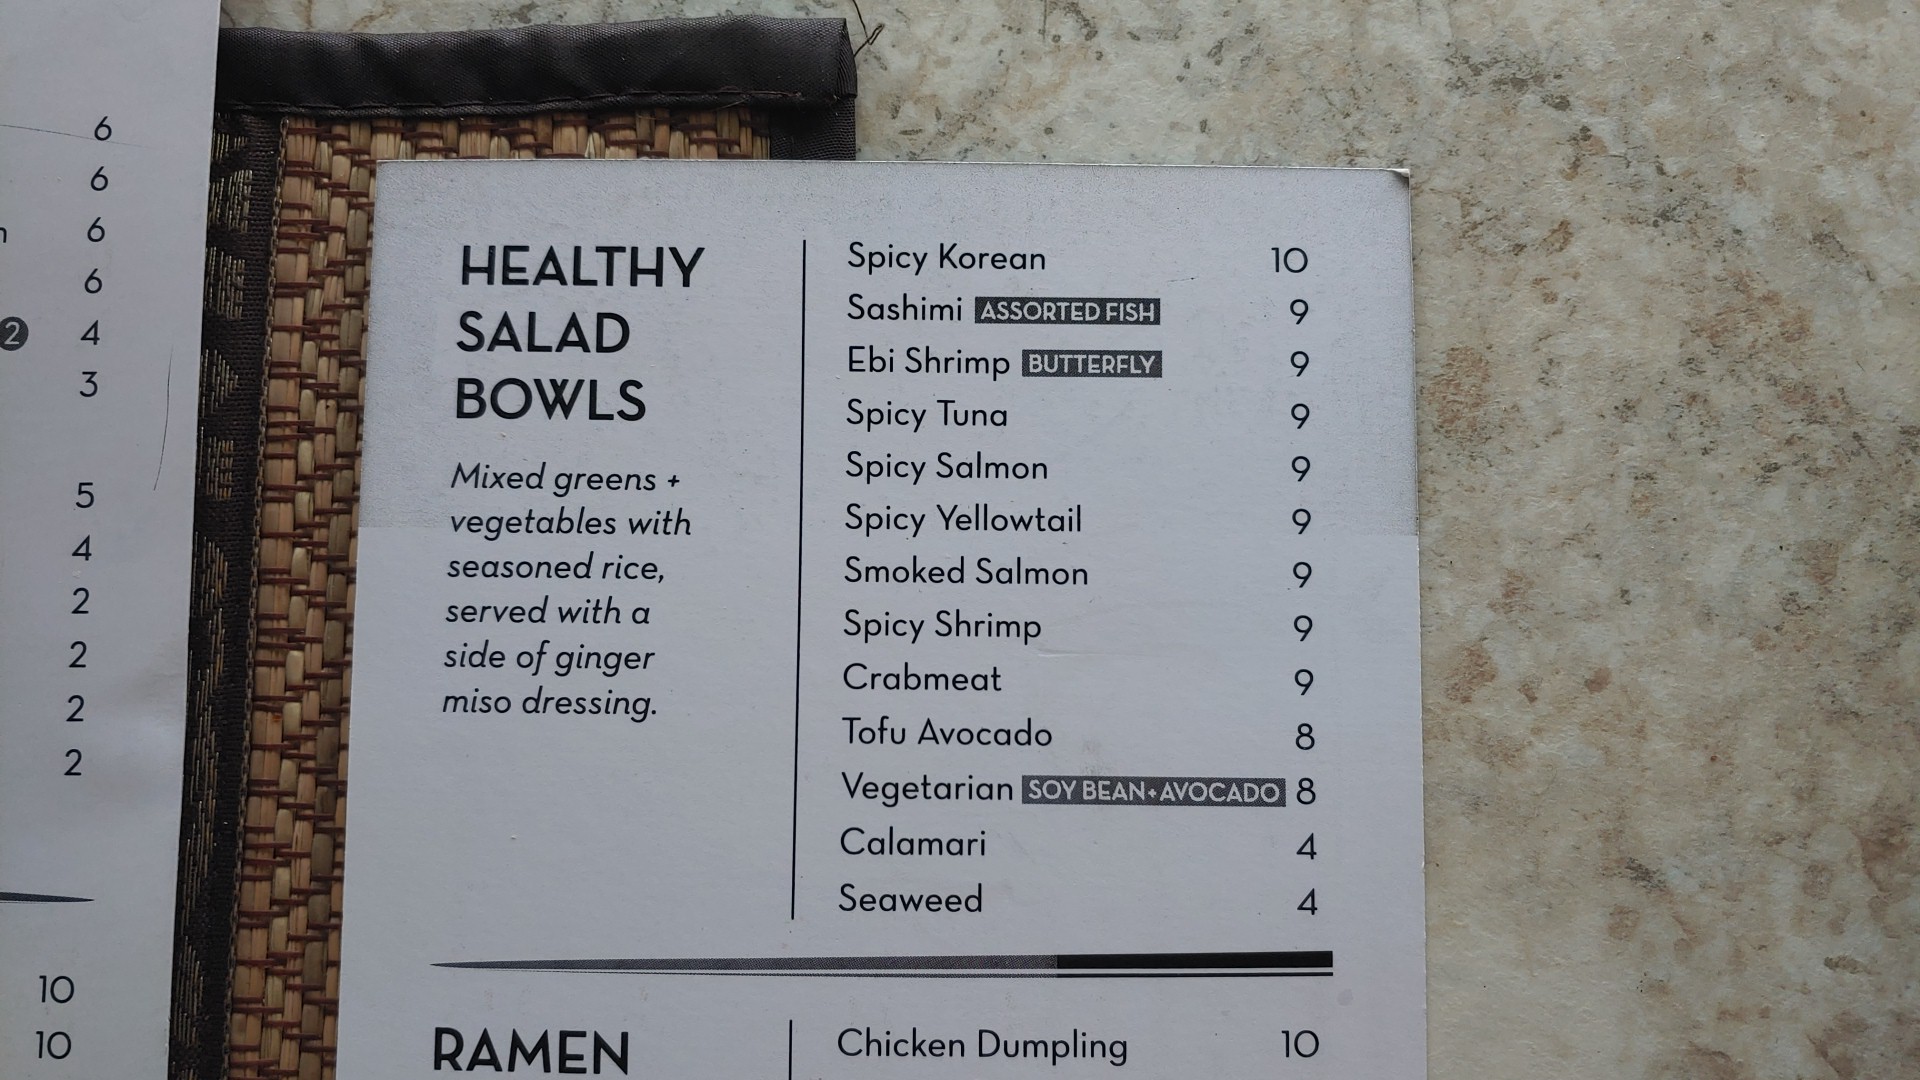 6
6
6
6
2 4
3
5
4
2
2
2
2
10
10
HEALTHY
SALAD
BOWLS
Mixed greens +
vegetables with
seasoned rice,
served with a
side of ginger
miso dressing.
Spicy Korean 10
Sashimi ASSORTED FISH 9
Ebi Shrimp BUTTERFLY 9
Spicy Tuna 9
Spicy Salmon 9
Spicy Yellowtail 9
Smoked Salmon 9
Spicy Shrimp 9
Crabmeat 9
Tofu Avocado 8
Vegetarian SOY BEAN+AVOCADO 8
Calamari 4
Seaweed 4
RAMEN
Chicken Dumpling 10